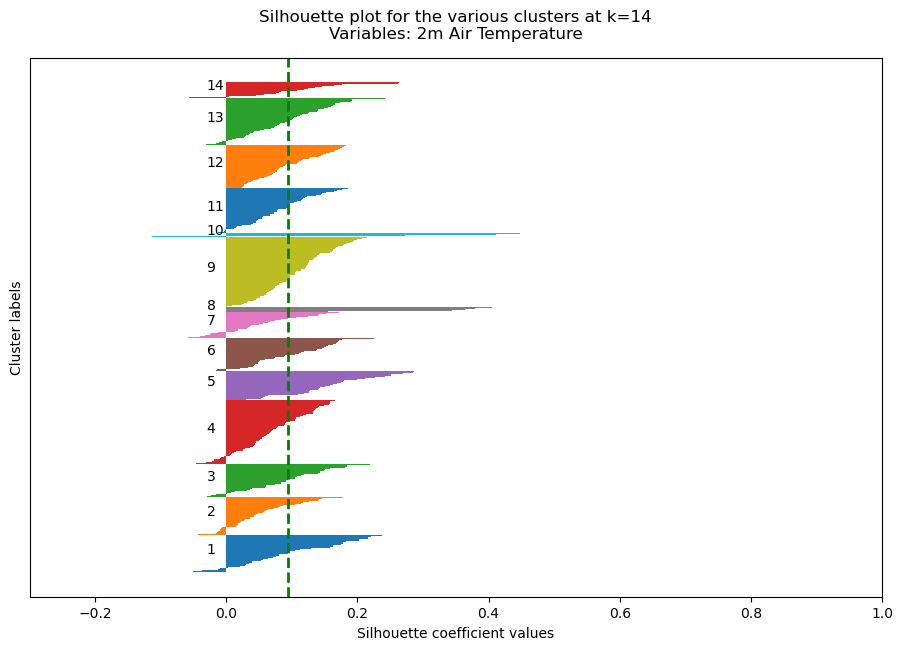 Silhouette plot for the various clusters at k=14
Variables: 2m Air Temperature
Cluster labels
14
13
12
11
10
9
8
7
6
5
4
3
2
1
−0.2 0.0 0.2 0.4 0.6 0.8 1.0
Silhouette coefficient values